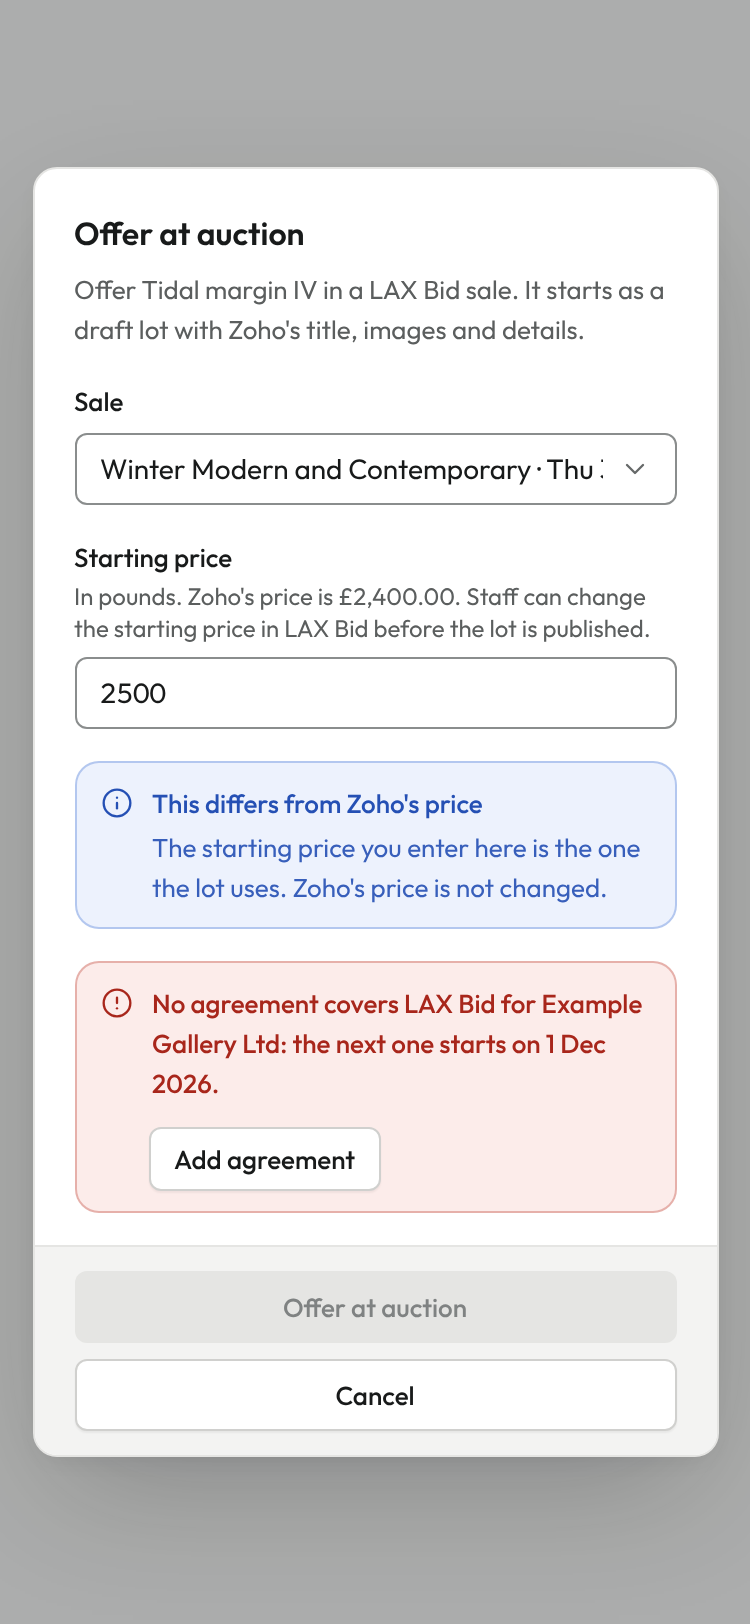 Offer at auction
Offer Tidal margin IV in a LAX Bid sale. It starts as a
draft lot with Zoho's title, images and details.
Sale
Winter Modern and Contemporary · Thu
Starting price
In pounds. Zoho's price is £2,400.00. Staff can change
the starting price in LAX Bid before the lot is published.
2500
This differs from Zoho's price
The starting price you enter here is the one
the lot uses. Zoho's price is not changed.
No agreement covers LAX Bid for Example
Gallery Ltd: the next one starts on 1 Dec
2026.
Add agreement
Offer at auction
Cancel